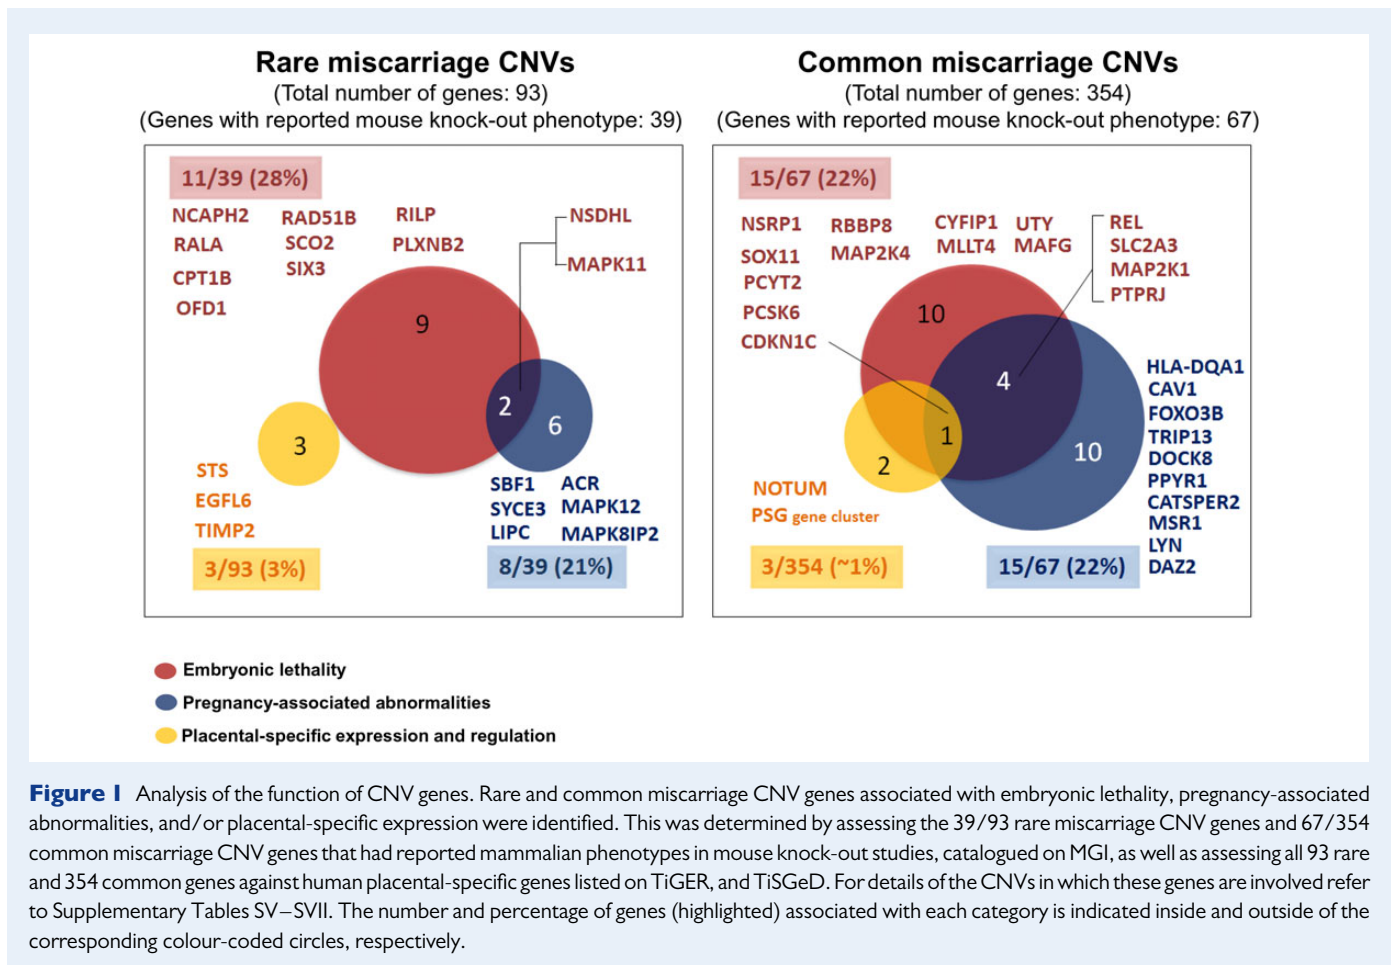 Rare miscarriage CNVs
(Total number of genes: 93)
(Genes with reported mouse knock-out phenotype: 39)
11/39 (28%)
NCAPH2
RALA
CPT1B
OFD1
RAD51B
SCO2
SIX3
RILP
PLXNB2
NSDHL
MAPK11
9
2
6
3
STS
EGFL6
TIMP2
3/93 (3%)
SBF1
SYCE3
LIPC
ACR
MAPK12
MAPK8IP2
8/39 (21%)
Common miscarriage CNVs
(Total number of genes: 354)
(Genes with reported mouse knock-out phenotype: 67)
15/67 (22%)
NSRP1
SOX11
PCYT2
PCSK6
CDKN1C
RBBP8
MAP2K4
CYFIP1
MLLT4
UTY
MAFG
REL
SLC2A3
MAP2K1
PTPRJ
10
4
1
2
10
HLA-DQA1
CAV1
FOXO3B
TRIP13
DOCK8
PPYR1
CATSPER2
MSR1
LYN
DAZ2
NOTUM
PSG gene cluster
3/354 (~1%)
15/67 (22%)
Embryonic lethality
Pregnancy-associated abnormalities
Placental-specific expression and regulation
Figure 1 Analysis of the function of CNV genes. Rare and common miscarriage CNV genes associated with embryonic lethality, pregnancy-associated
abnormalities, and/or placental-specific expression were identified. This was determined by assessing the 39/93 rare miscarriage CNV genes and 67/354
common miscarriage CNV genes that had reported mammalian phenotypes in mouse knock-out studies, catalogued on MGI, as well as assessing all 93 rare
and 354 common genes against human placental-specific genes listed on TiGER, and TiSGeD. For details of the CNVs in which these genes are involved refer
to Supplementary Tables SV–SVII. The number and percentage of genes (highlighted) associated with each category is indicated inside and outside of the
corresponding colour-coded circles, respectively.